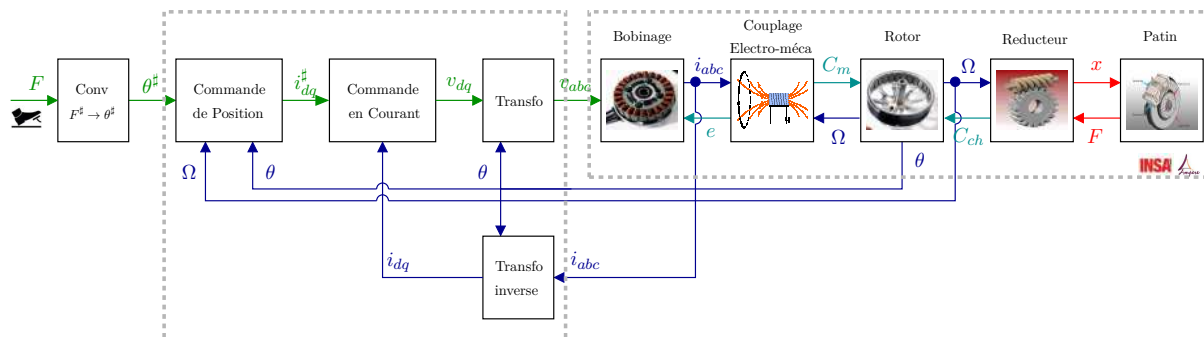 F
Conv
F♯ → θ♯
θ♯
Commande
de Position
i♯dq
Commande
en Courant
vdq
Transfo
vabc
Bobinage
iabc
e
Couplage
Electro-méca
Cm
Ω
Rotor
Ω
Cch
Reducteur
x
F
Patin
INSA
Ω
θ
θ
θ
idq
Transfo
inverse
iabc